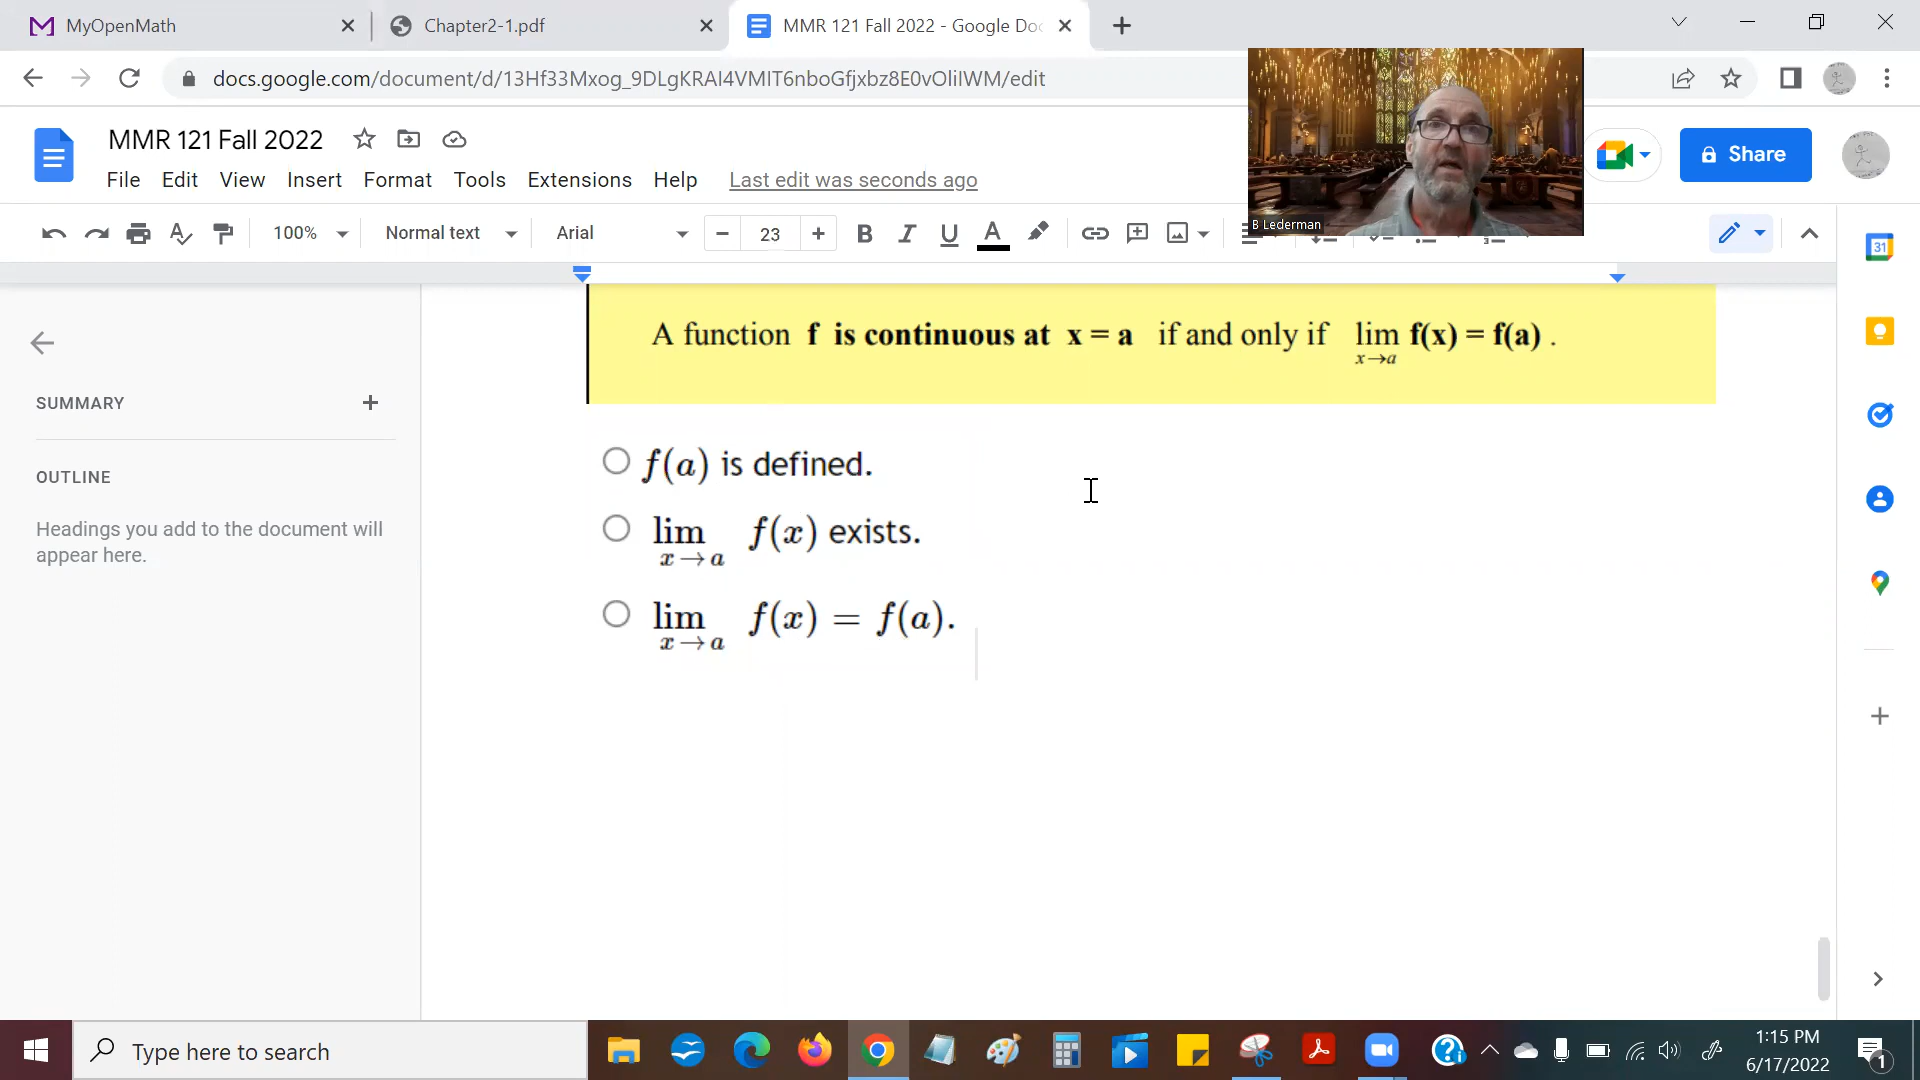 MyOpenMath
Chapter2-1.pdf
MMR 121 Fall 2022 - Google Doc
docs.google.com/document/d/13Hf33Mxog_9DLgKRAI4VMIT6nboGfjxbz8E0vOliIWM/edit
MMR 121 Fall 2022
Share
File Edit View Insert Format Tools Extensions Help Last edit was seconds ago
B Lederman
100% Normal text Arial 23 B I U A
31
A function f is continuous at x = a if and only if lim f(x) = f(a) .
x→a
SUMMARY
OUTLINE
Headings you add to the document will
appear here.
f(a) is defined.
lim f(x) exists.
x→a
lim f(x) = f(a).
x→a
Type here to search
1:15 PM
6/17/2022
1